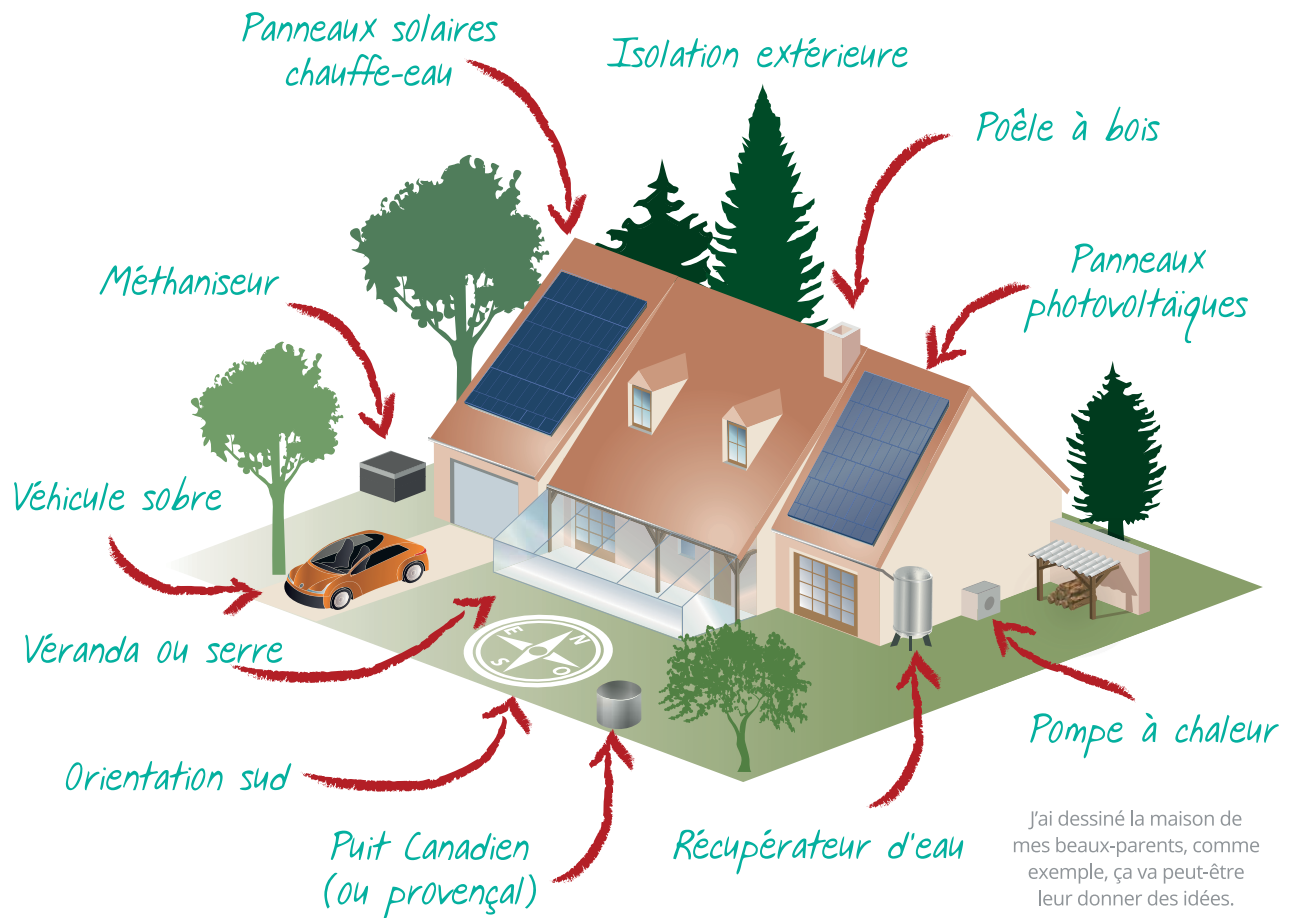 Panneaux solaires
chauffe-eau
Isolation extérieure
Poêle à bois
Panneaux
photovoltaïques
Méthaniseur
Véhicule sobre
Véranda ou serre
Orientation sud
Puit Canadien
(ou provençal)
Récupérateur d'eau
Pompe à chaleur
E
N
S
O
J'ai dessiné la maison de
mes beaux-parents, comme
exemple, ça va peut-être
leur donner des idées.